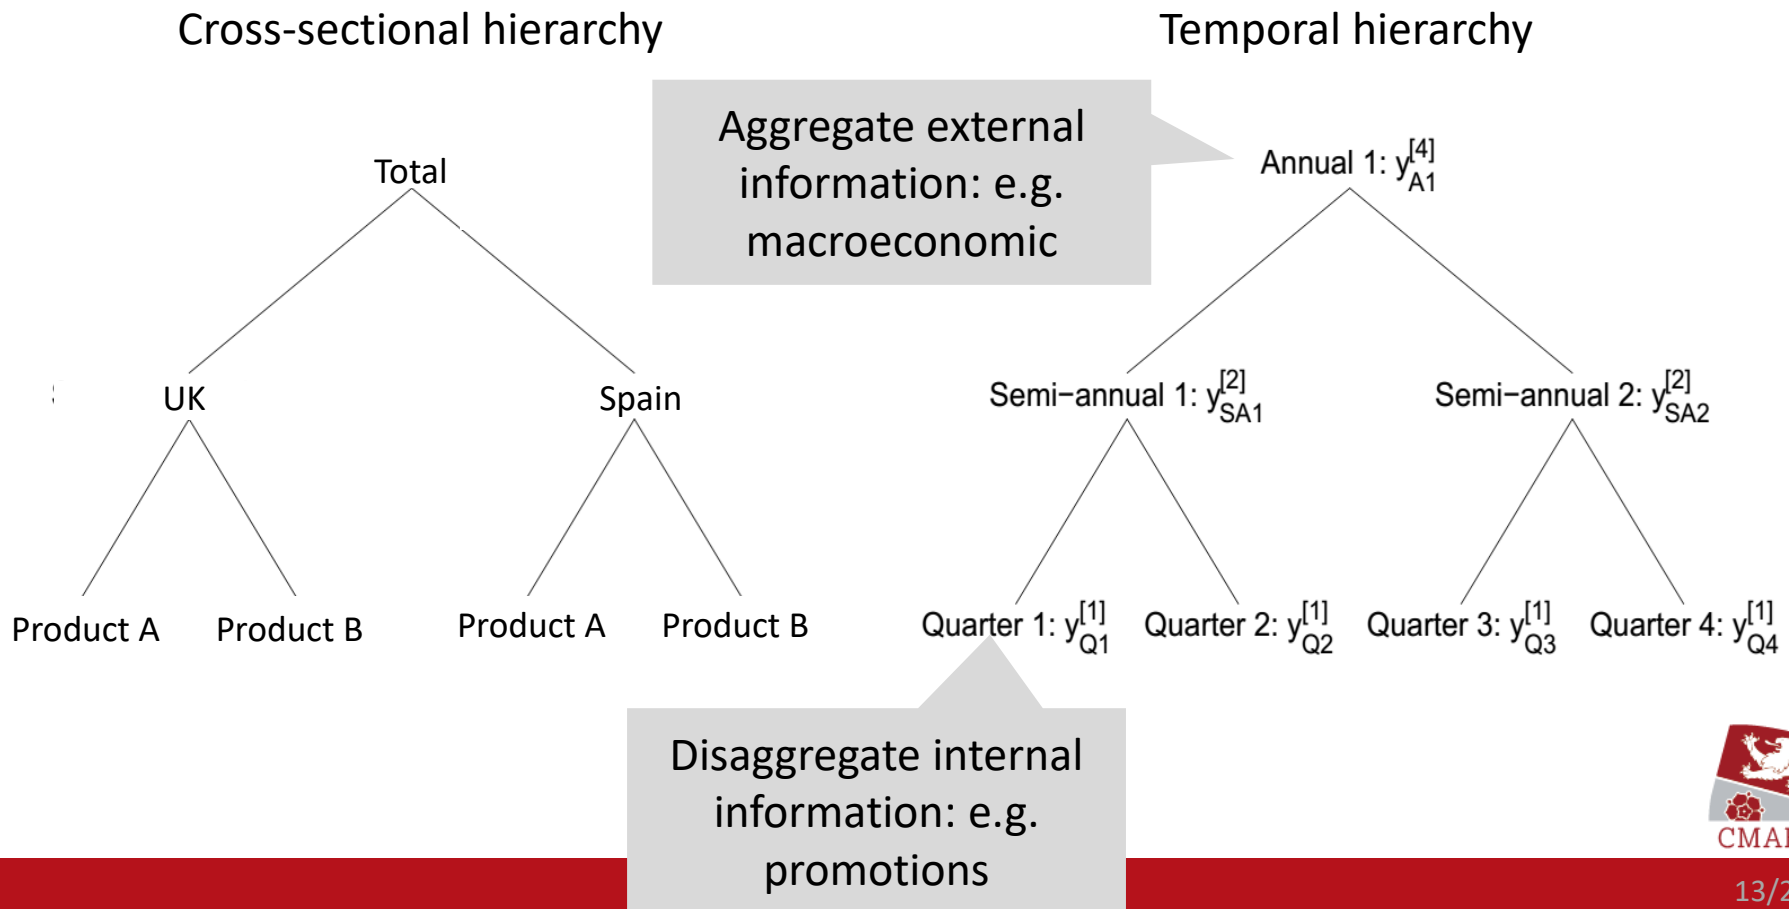 Cross-sectional hierarchy
Temporal hierarchy
Aggregate external
information: e.g.
macroeconomic
Total
Annual 1: y[4]A1
UK
Spain
Semi−annual 1: y[2]SA1
Semi−annual 2: y[2]SA2
Product A
Product B
Product A
Product B
Quarter 1: y[1]Q1
Quarter 2: y[1]Q2
Quarter 3: y[1]Q3
Quarter 4: y[1]Q4
Disaggregate internal
information: e.g.
promotions